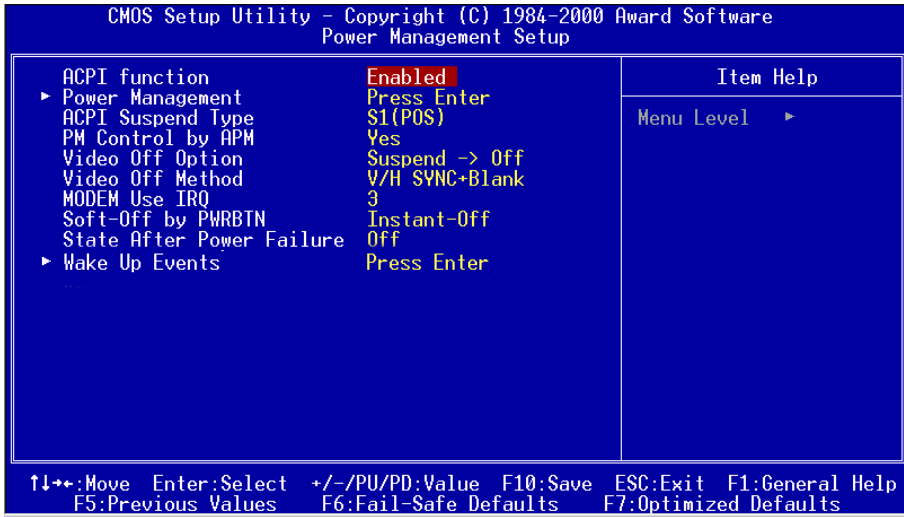 CMOS Setup Utility – Copyright (C) 1984-2000 Award Software
Power Management Setup
ACPI function Enabled
► Power Management Press Enter
ACPI Suspend Type S1(POS)
PM Control by APM Yes
Video Off Option Suspend -> Off
Video Off Method V/H SYNC+Blank
MODEM Use IRQ 3
Soft-Off by PWRBTN Instant-Off
State After Power Failure Off
► Wake Up Events Press Enter
Item Help
Menu Level ►
↑↓→←:Move Enter:Select +/-/PU/PD:Value F10:Save ESC:Exit F1:General Help
F5:Previous Values F6:Fail-Safe Defaults F7:Optimized Defaults